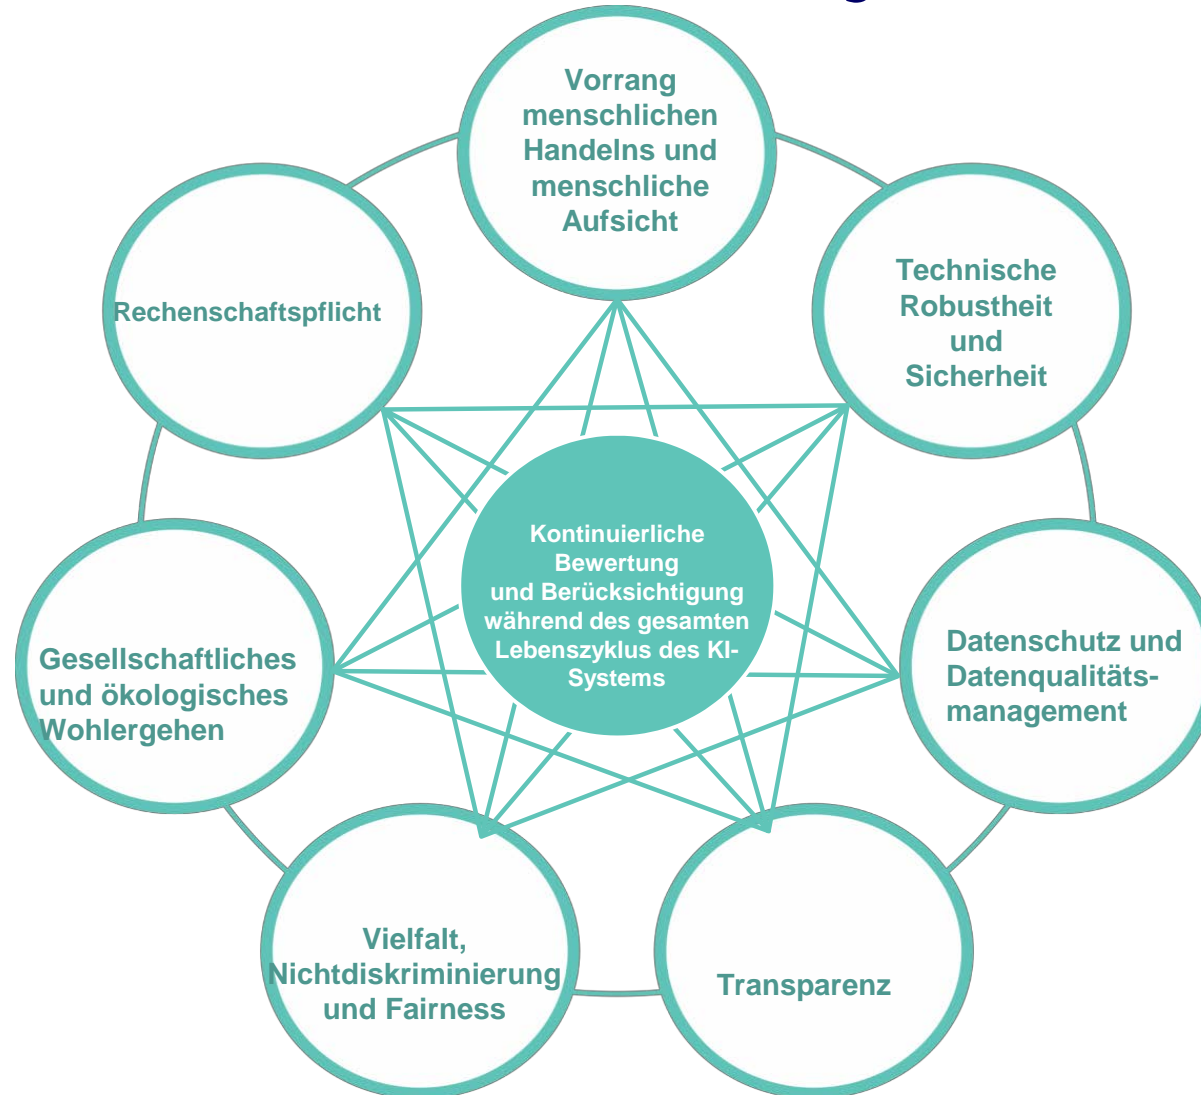 Vorrang
menschlichen
Handelns und
menschliche
Aufsicht
Technische
Robustheit
und
Sicherheit
Rechenschaftspflicht
Kontinuierliche
Bewertung
und Berücksichtigung
während des gesamten
Lebenszyklus des KI-
Systems
Datenschutz und
Datenqualitäts-
management
Gesellschaftliches
und ökologisches
Wohlergehen
Vielfalt,
Nichtdiskriminierung
und Fairness
Transparenz